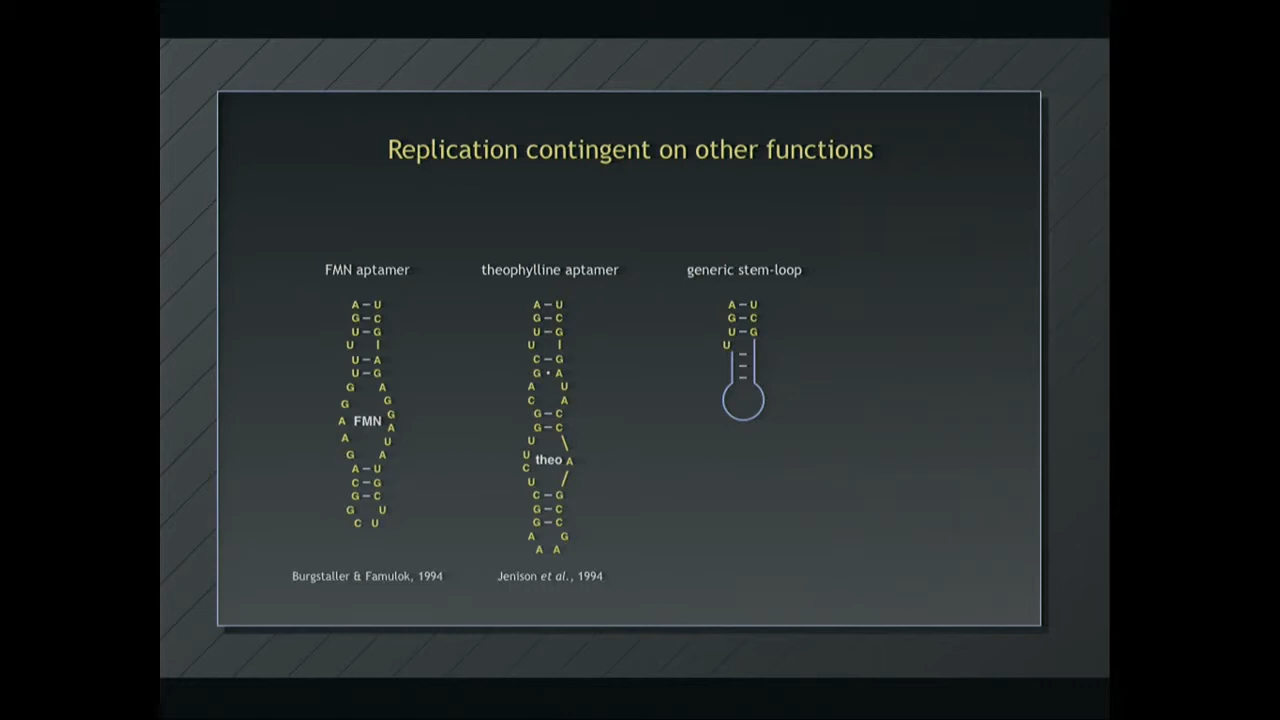 Replication contingent on other functions
FMN aptamer
A – U
G – C
U – G
U |
U – A
U – G
G A
G G
A FMN G
A
A U
G A
A – U
C – G
G – C
G U
C U
Burgstaller & Famulok, 1994
theophylline aptamer
A – U
G – C
U – G
U |
C – G
G • A
A U
C A
G – C
G – C
U \
U theo A
C
U /
C – G
G – C
G – C
A G
A A
Jenison et al., 1994
generic stem-loop
A – U
G – C
U – G
U